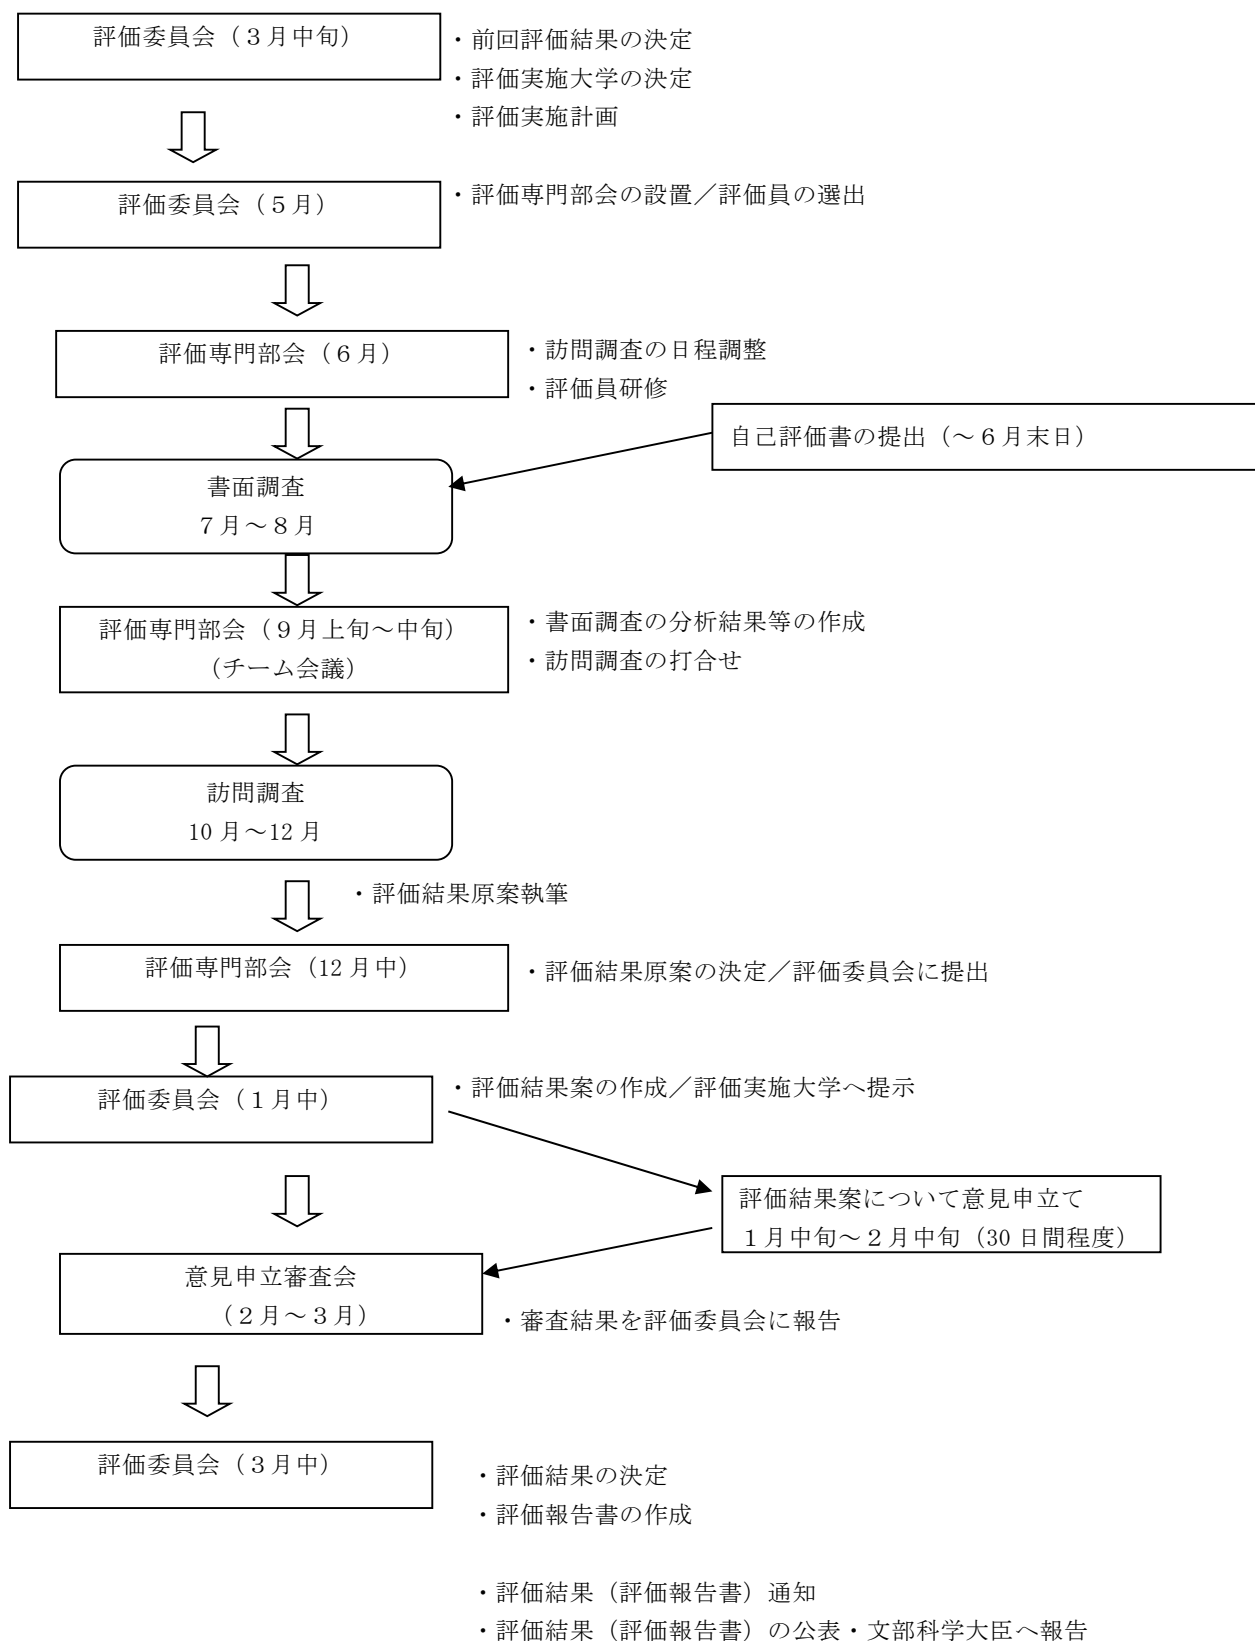 評価委員会（３月中旬）
・前回評価結果の決定
・評価実施大学の決定
・評価実施計画
評価委員会（５月）
・評価専門部会の設置／評価員の選出
評価専門部会（６月）
・訪問調査の日程調整
・評価員研修
自己評価書の提出（～６月末日）
書面調査
７月～８月
評価専門部会（９月上旬～中旬）
（チーム会議）
・書面調査の分析結果等の作成
・訪問調査の打合せ
訪問調査
10 月～12 月
・評価結果原案執筆
評価専門部会（12 月中）
・評価結果原案の決定／評価委員会に提出
評価委員会（１月中）
・評価結果案の作成／評価実施大学へ提示
評価結果案について意見申立て
１月中旬～２月中旬（30 日間程度）
意見申立審査会
（２月～３月）
・審査結果を評価委員会に報告
評価委員会（３月中）
・評価結果の決定
・評価報告書の作成
・評価結果（評価報告書）通知
・評価結果（評価報告書）の公表・文部科学大臣へ報告